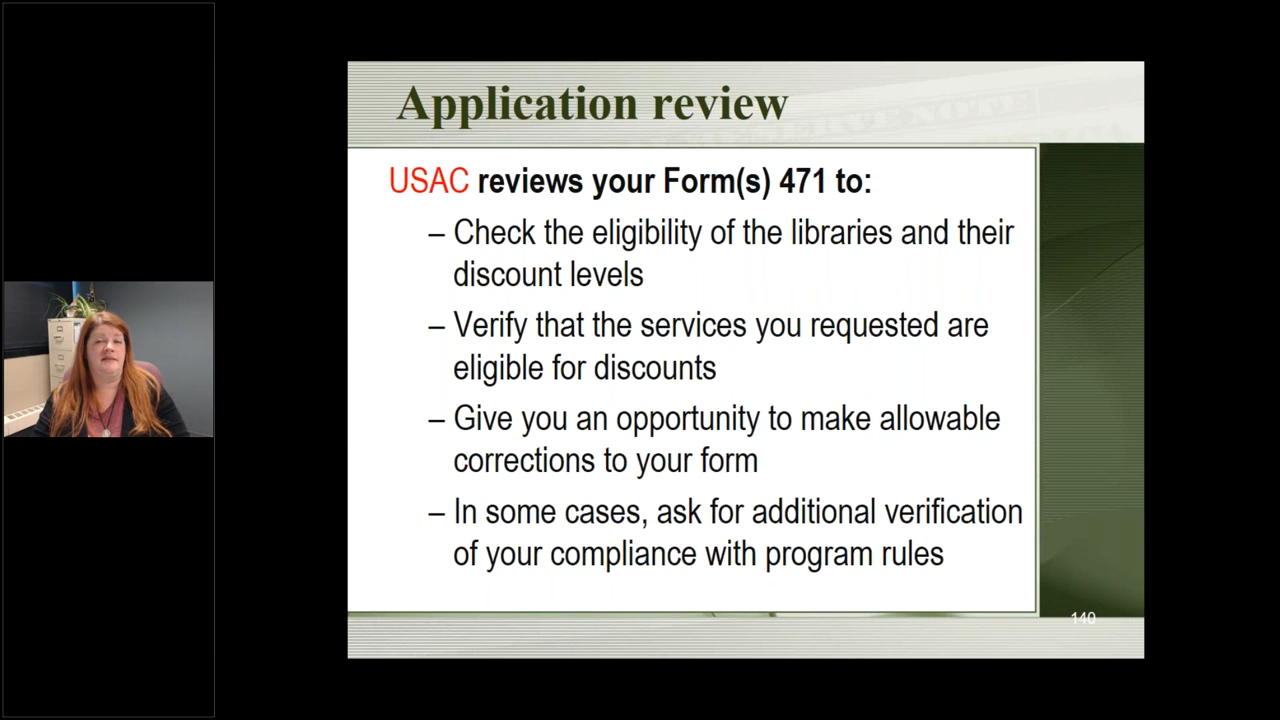 Application review
USAC reviews your Form(s) 471 to:
– Check the eligibility of the libraries and their
discount levels
– Verify that the services you requested are
eligible for discounts
– Give you an opportunity to make allowable
corrections to your form
– In some cases, ask for additional verification
of your compliance with program rules
140